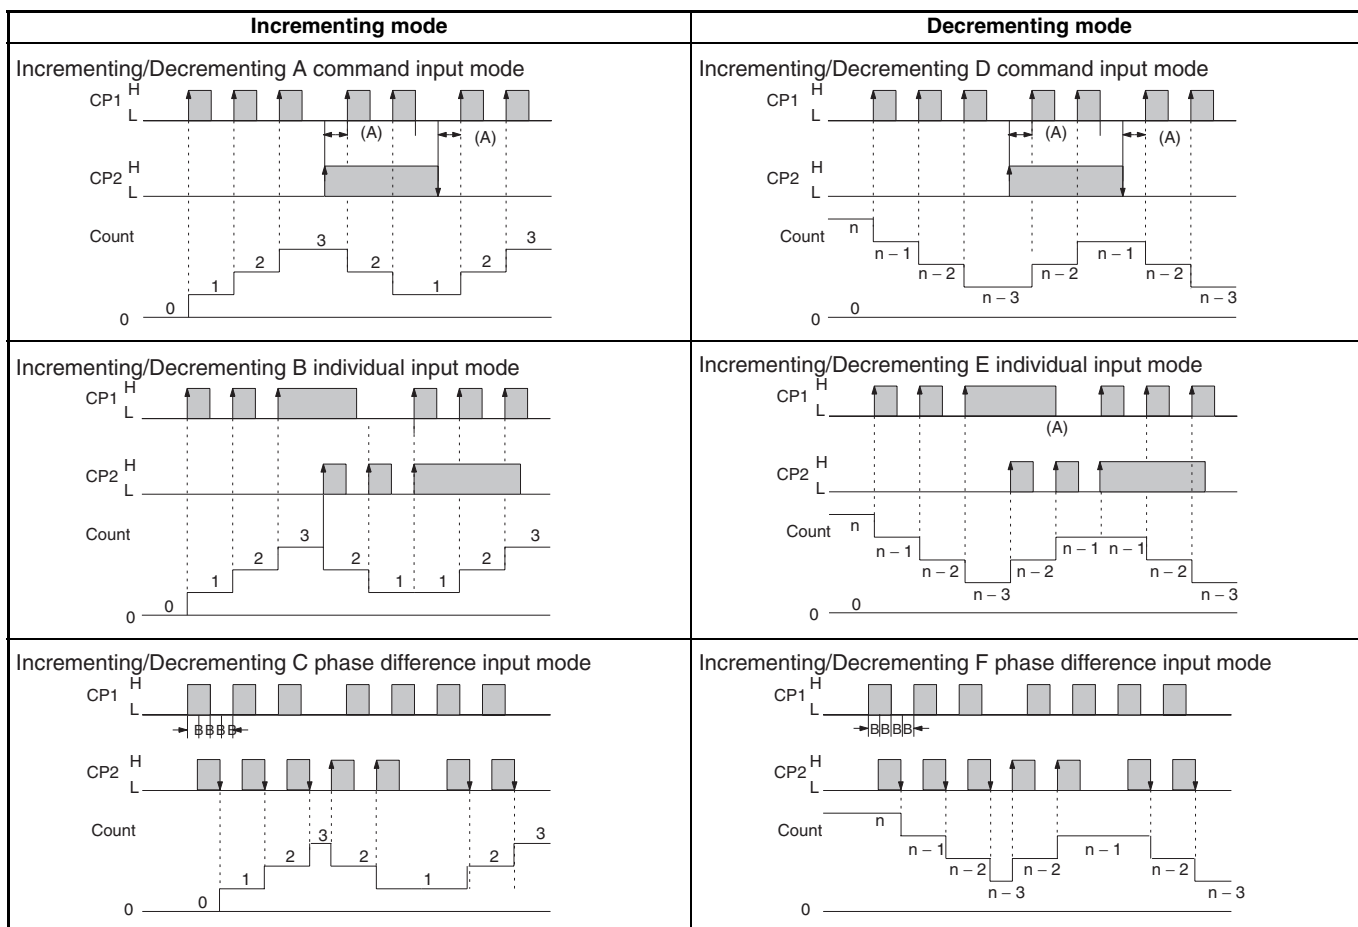 Incrementing mode
Decrementing mode
Incrementing/Decrementing A command input mode
CP1 H
L
(A)
(A)
CP2 H
L
Count
3
3
2
2
2
1
1
0
0
Incrementing/Decrementing D command input mode
CP1 H
L
(A)
(A)
CP2 H
L
Count
n
n – 1
n – 1
n – 2
n – 2
n – 2
n – 3
n – 3
0
0
Incrementing/Decrementing B individual input mode
CP1 H
L
CP2 H
L
Count
3
3
2
2
2
1
1
1
0
0
Incrementing/Decrementing E individual input mode
CP1 H
L
(A)
CP2 H
L
Count
n
n – 1
n – 1
n – 1
n – 2
n – 2
n – 2
n – 3
n – 3
0
0
Incrementing/Decrementing C phase difference input mode
CP1 H
L
B B B B
CP2 H
L
Count
3
3
2
2
2
1
1
0
0
Incrementing/Decrementing F phase difference input mode
CP1 H
L
B B B B
CP2 H
L
Count
n
n – 1
n – 1
n – 2
n – 2
n – 2
n – 3
n – 3
0